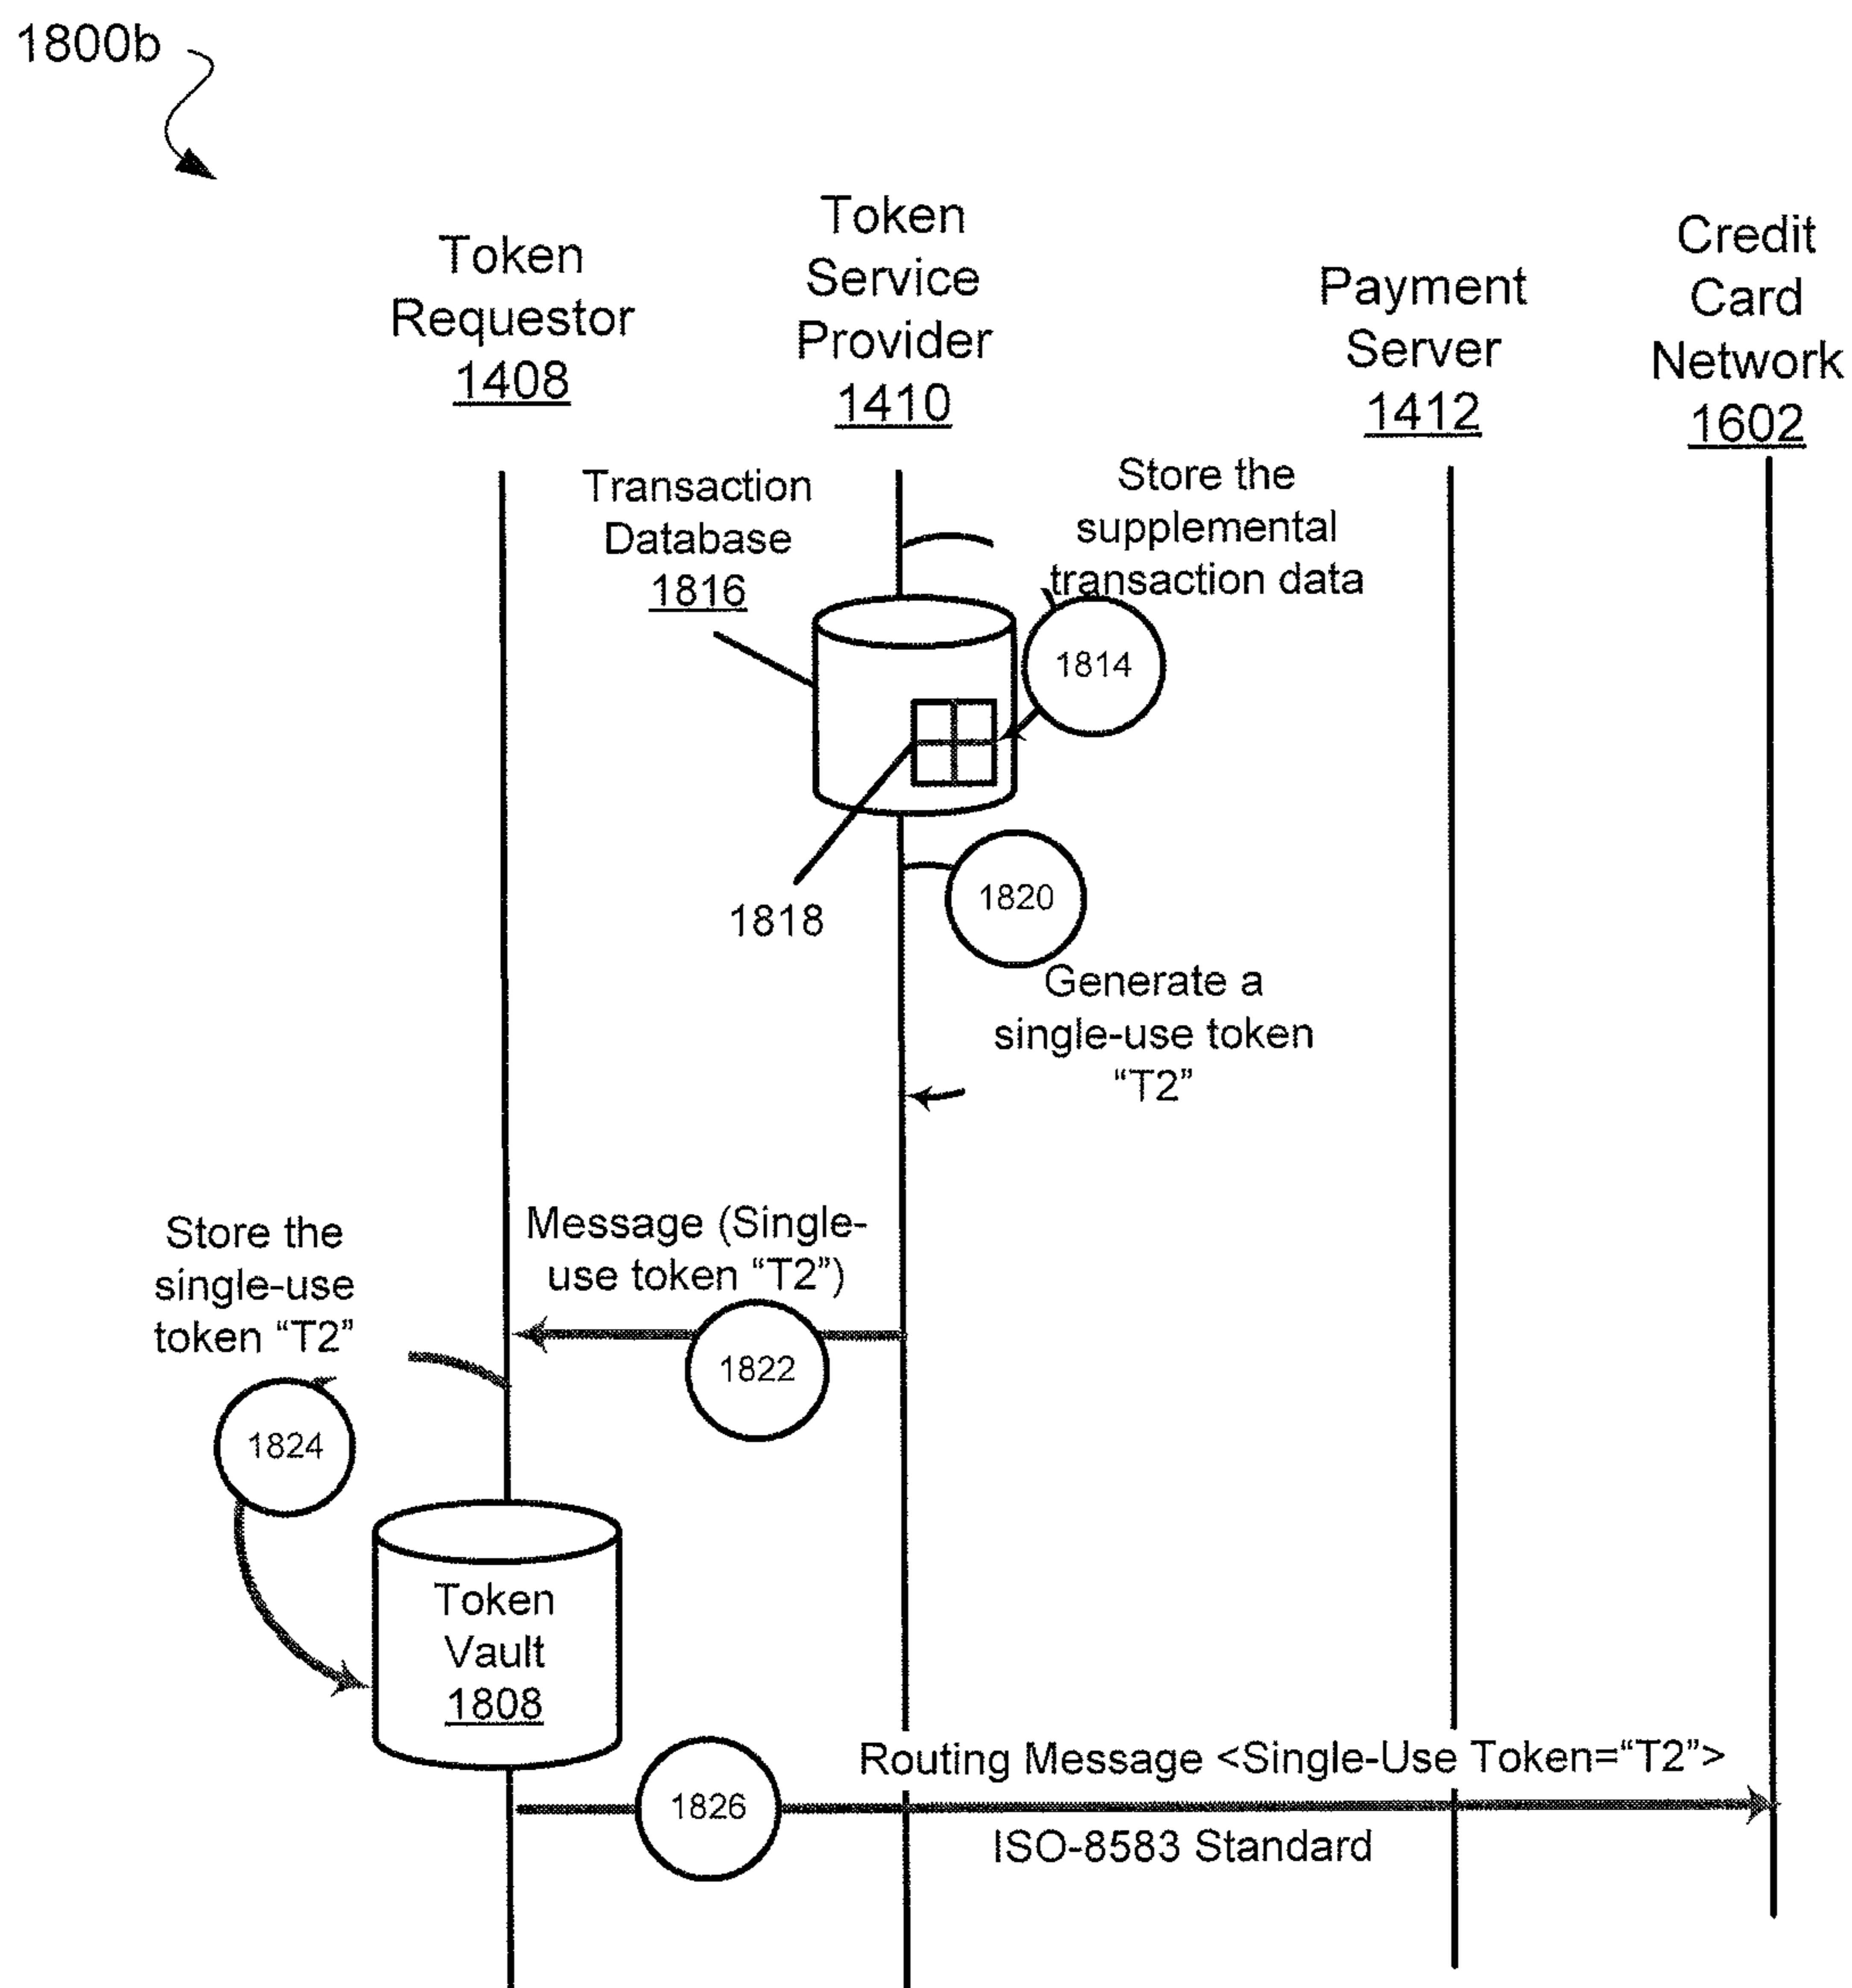 1800b
Token
Requestor
1408
Token
Service
Provider
1410
Payment
Server
1412
Credit
Card
Network
1602
Transaction
Database
1816
Store the
supplemental
transaction data
1814
1818
1820
Generate a
single-use token
“T2”
Message (Single-
use token “T2”)
1822
Store the
single-use
token “T2”
1824
Token
Vault
1808
Routing Message <Single-Use Token=“T2”>
1826
ISO-8583 Standard